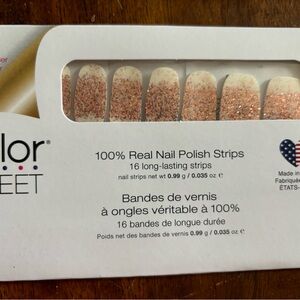 lor®
EET
100% Real Nail Polish Strips
16 long-lasting strips
nail strips net wt 0.99 g / 0.035 oz ℮
Bandes de vernis
à ongles véritable à 100%
16 bandes de longue durée
Poids net des bandes de vernis 0.99 g / 0.035 oz ℮
Made in
Fabriqué
ÉTATS-